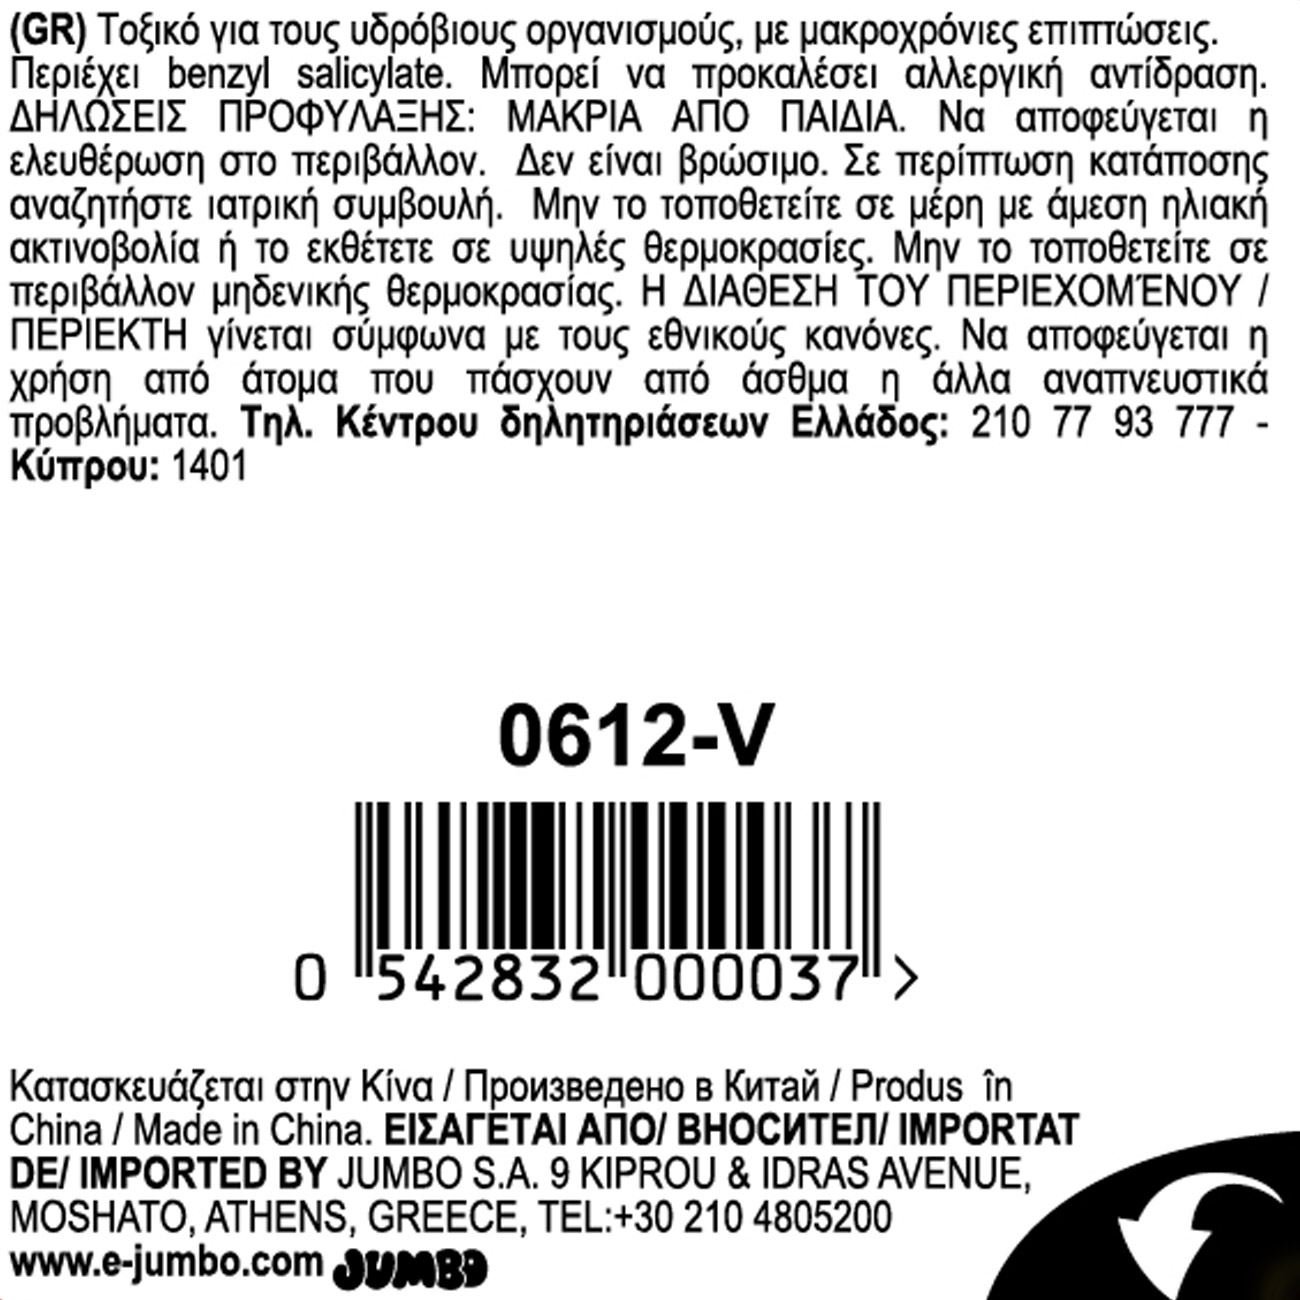 (GR) Τοξικό για τους υδρόβιους οργανισμούς, με μακροχρόνιες επιπτώσεις.
Περιέχει benzyl salicylate. Μπορεί να προκαλέσει αλλεργική αντίδραση.
ΔΗΛΩΣΕΙΣ ΠΡΟΦΥΛΑΞΗΣ: ΜΑΚΡΙΑ ΑΠΟ ΠΑΙΔΙΑ. Να αποφεύγεται η
ελευθέρωση στο περιβάλλον. Δεν είναι βρώσιμο. Σε περίπτωση κατάποσης
αναζητήστε ιατρική συμβουλή. Μην το τοποθετείτε σε μέρη με άμεση ηλιακή
ακτινοβολία ή το εκθέτετε σε υψηλές θερμοκρασίες. Μην το τοποθετείτε σε
περιβάλλον μηδενικής θερμοκρασίας. Η ΔΙΑΘΕΣΗ ΤΟΥ ΠΕΡΙΕΧΟΜΈΝΟΥ /
ΠΕΡΙΕΚΤΗ γίνεται σύμφωνα με τους εθνικούς κανόνες. Να αποφεύγεται η
χρήση από άτομα που πάσχουν από άσθμα η άλλα αναπνευστικά
προβλήματα. Τηλ. Κέντρου δηλητηριάσεων Ελλάδος: 210 77 93 777 -
Κύπρου: 1401
0612-V
0 542832 000037 >
Κατασκευάζεται στην Κίνα / Произведено в Китай / Produs în
China / Made in China. ΕΙΣΑΓΕΤΑΙ ΑΠΟ/ ВНОСИТЕЛ/ IMPORTAT
DE/ IMPORTED BY JUMBO S.A. 9 KIPROU & IDRAS AVENUE,
MOSHATO, ATHENS, GREECE, TEL:+30 210 4805200
www.e-jumbo.com JUMBO